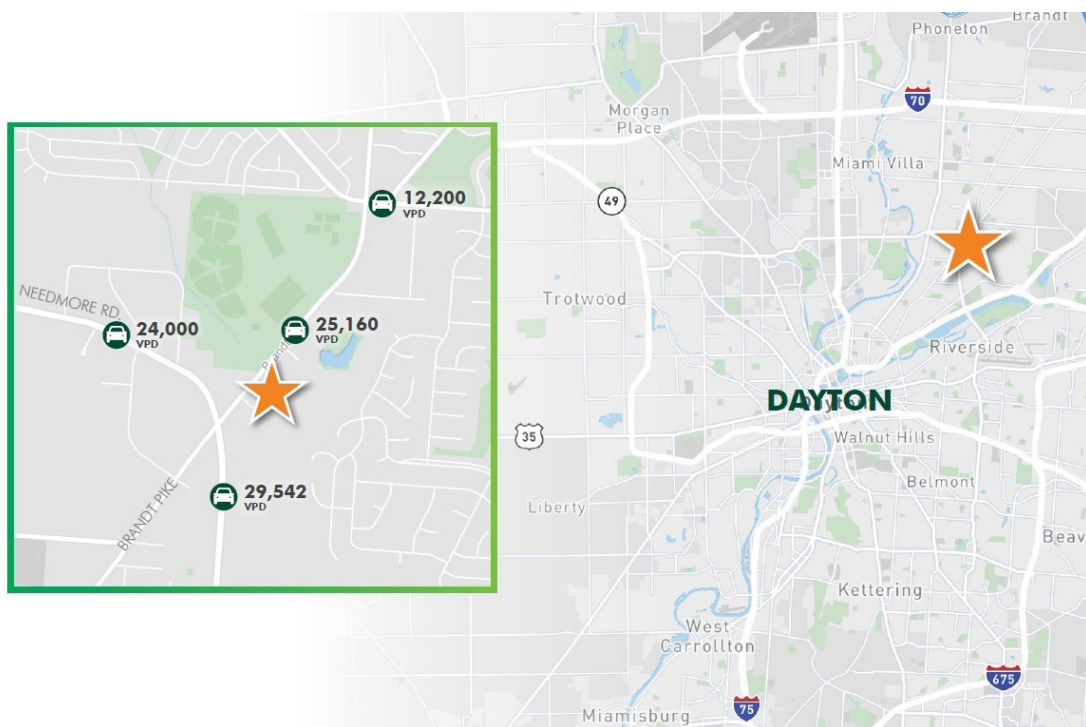 12,200
VPD
NEEDMORE RD.
24,000
VPD
25,160
VPD
29,542
VPD
BRANDT PIKE
Brandt
Phoneton
70
Morgan
Place
Miami Villa
49
Trotwood
Riverside
DAYTON
35
Walnut Hills
Belmont
Liberty
Beav
Kettering
West
Carrollton
675
75
Miamisburg